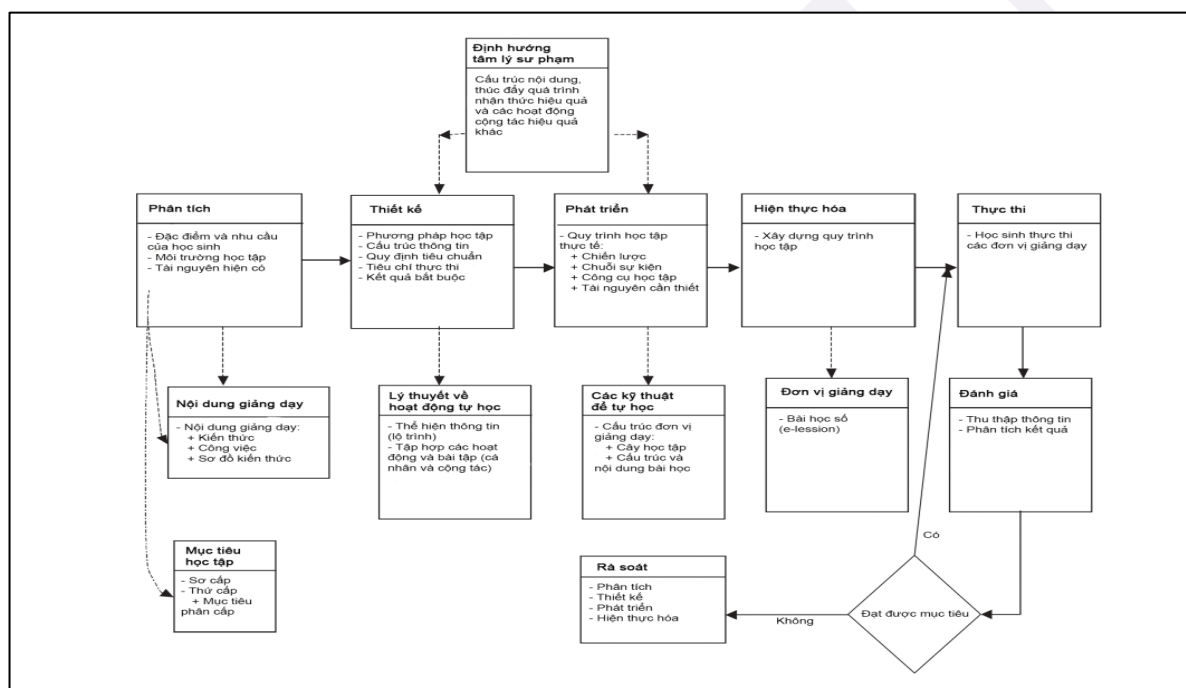 Định hướng
tâm lý sư phạm
Cấu trúc nội dung,
thúc đẩy quá trình
nhận thức hiệu quả
và các hoạt động
cộng tác hiệu quả
khác
Phân tích
- Đặc điểm và nhu cầu
của học sinh
- Môi trường học tập
- Tài nguyên hiện có
Thiết kế
- Phương pháp học tập
- Cấu trúc thông tin
- Quy định tiêu chuẩn
- Tiêu chí thực thi
- Kết quả bắt buộc
Phát triển
- Quy trình học tập
thực tế:
+ Chiến lược
+ Chuỗi sự kiện
+ Công cụ học tập
+ Tài nguyên cần thiết
Hiện thực hóa
- Xây dựng quy trình
học tập
Thực thi
- Học sinh thực thi
các đơn vị giảng dạy
Nội dung giảng dạy
- Nội dung giảng dạy:
+ Kiến thức
+ Công việc
+ Sơ đồ kiến thức
Lý thuyết về
hoạt động tự học
- Thể hiện thông tin
(lộ trình)
- Tập hợp các hoạt
động và bài tập (cá
nhân và cộng tác)
Các kỹ thuật
để tự học
- Cấu trúc đơn vị
giảng dạy:
+ Cây học tập
+ Cấu trúc và
nội dung bài học
Đơn vị giảng dạy
- Bài học số
(e-lession)
Đánh giá
- Thu thập thông tin
- Phân tích kết quả
Mục tiêu
học tập
- Sơ cấp
- Thứ cấp
+ Mục tiêu
phân cấp
Rà soát
- Phân tích
- Thiết kế
- Phát triển
- Hiện thực hóa
Không
Đạt được mục tiêu
Có